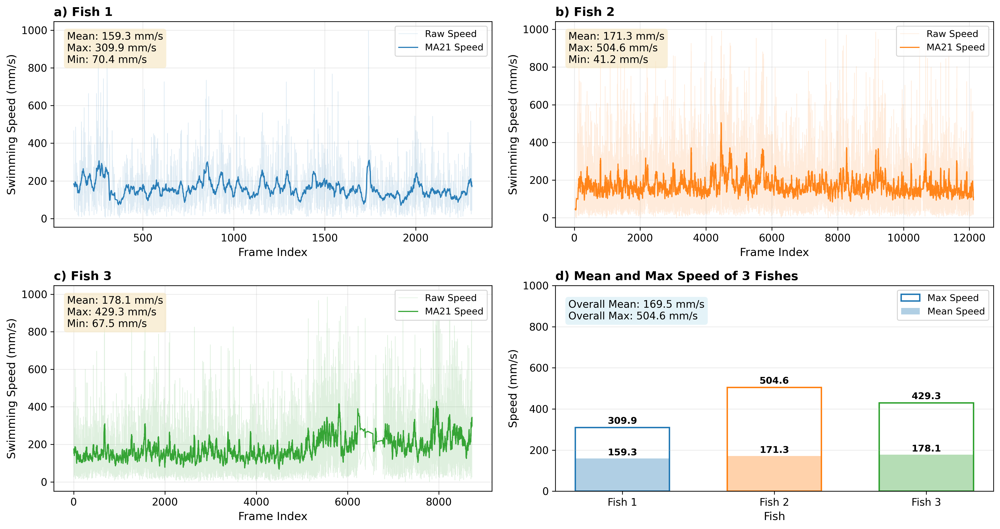 a) Fish 1
Mean: 159.3 mm/s
Max: 309.9 mm/s
Min: 70.4 mm/s
Raw Speed
MA21 Speed
1000
800
600
400
200
0
Swimming Speed (mm/s)
500
1000
1500
2000
Frame Index
b) Fish 2
Mean: 171.3 mm/s
Max: 504.6 mm/s
Min: 41.2 mm/s
Raw Speed
MA21 Speed
1000
800
600
400
200
0
Swimming Speed (mm/s)
0
2000
4000
6000
8000
10000
12000
Frame Index
c) Fish 3
Mean: 178.1 mm/s
Max: 429.3 mm/s
Min: 67.5 mm/s
Raw Speed
MA21 Speed
1000
800
600
400
200
0
Swimming Speed (mm/s)
0
2000
4000
6000
8000
Frame Index
d) Mean and Max Speed of 3 Fishes
Overall Mean: 169.5 mm/s
Overall Max: 504.6 mm/s
Max Speed
Mean Speed
1000
800
600
400
200
0
Speed (mm/s)
309.9
159.3
504.6
171.3
429.3
178.1
Fish 1
Fish 2
Fish 3
Fish